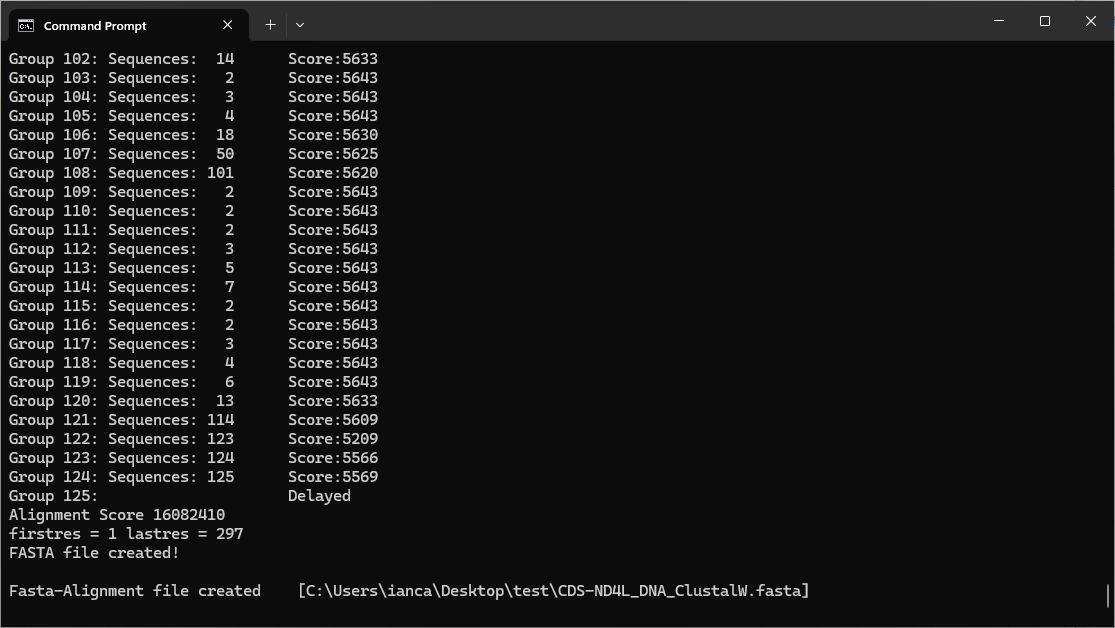 Command Prompt
Group 102: Sequences:  14      Score:5633
Group 103: Sequences:   2      Score:5643
Group 104: Sequences:   3      Score:5643
Group 105: Sequences:   4      Score:5643
Group 106: Sequences:  18      Score:5630
Group 107: Sequences:  50      Score:5625
Group 108: Sequences: 101      Score:5620
Group 109: Sequences:   2      Score:5643
Group 110: Sequences:   2      Score:5643
Group 111: Sequences:   2      Score:5643
Group 112: Sequences:   3      Score:5643
Group 113: Sequences:   5      Score:5643
Group 114: Sequences:   7      Score:5643
Group 115: Sequences:   2      Score:5643
Group 116: Sequences:   2      Score:5643
Group 117: Sequences:   3      Score:5643
Group 118: Sequences:   4      Score:5643
Group 119: Sequences:   6      Score:5643
Group 120: Sequences:  13      Score:5633
Group 121: Sequences: 114      Score:5609
Group 122: Sequences: 123      Score:5209
Group 123: Sequences: 124      Score:5566
Group 124: Sequences: 125      Score:5569
Group 125:                     Delayed
Alignment Score 16082410
firstres = 1 lastres = 297
FASTA file created!
Fasta-Alignment file created    [C:\Users\ianca\Desktop\test\CDS-ND4L_DNA_ClustalW.fasta]